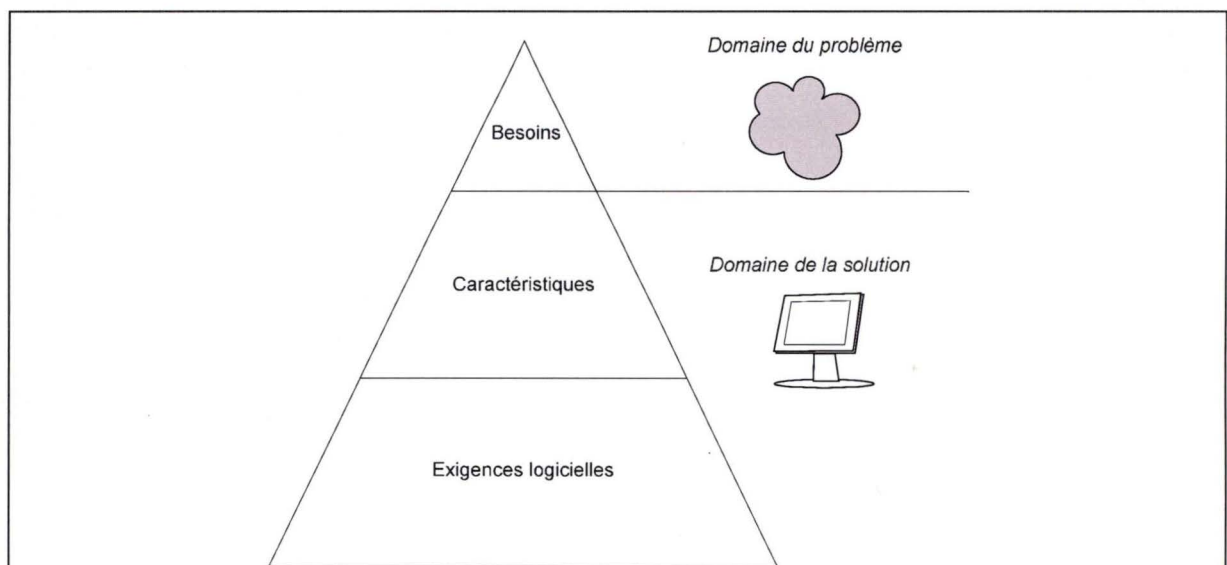 Domaine du problème
Besoins
Domaine de la solution
Caractéristiques
Exigences logicielles